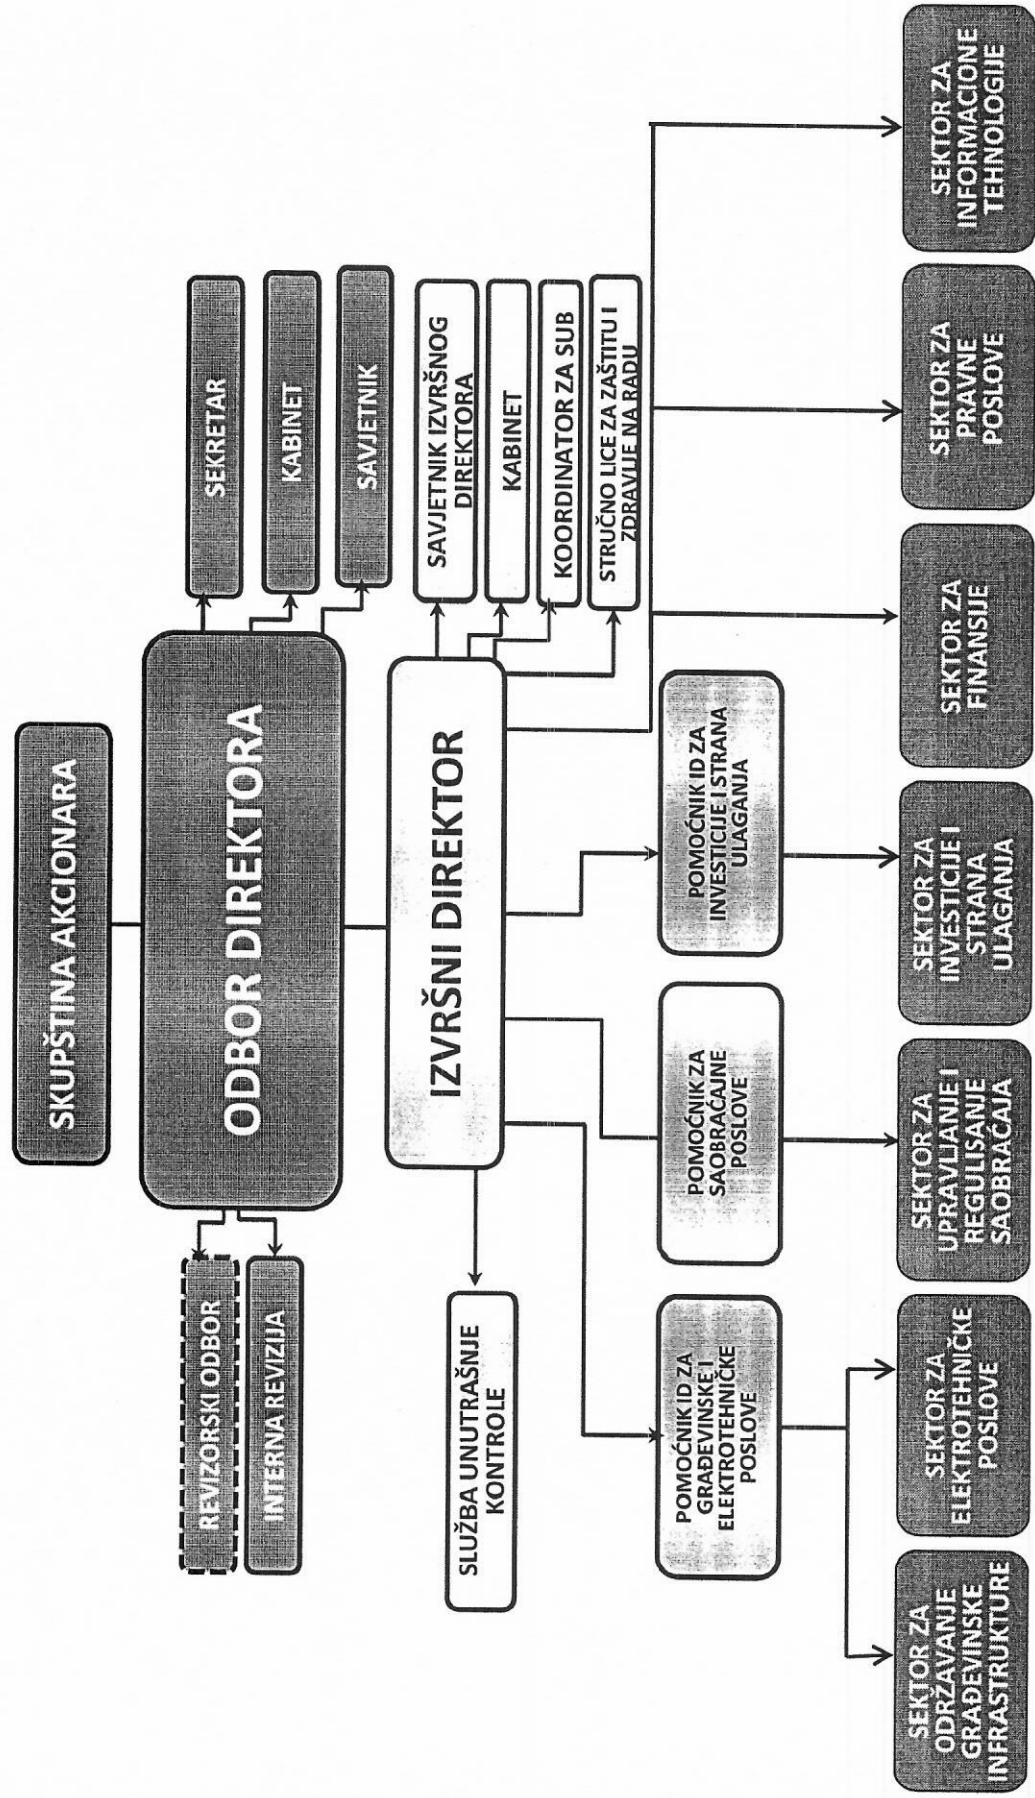 SKUPŠTINA AKCIONARA
ODBOR DIREKTORA
REVIZORSKI ODBOR
INTERNA REVIZIJA
SEKRETAR
KABINET
SAVJETNIK
IZVRŠNI DIREKTOR
SLUŽBA UNUTRAŠNJE
KONTROLE
SAVJETNIK IZVRŠNOG
DIREKTORA
KABINET
KOORDINATOR ZA SUB
STRUČNO LICE ZA ZAŠTITU I
ZDRAVLJE NA RADU
POMOĆNIK ID ZA
GRAĐEVINSKE I
ELEKTROTEHNIČKE
POSLOVE
POMOĆNIK ZA
SAOBRAĆAJNE
POSLOVE
POMOĆNIK ID ZA
INVESTICIJE I STRANA
ULAGANJA
SEKTOR ZA
ODRŽAVANJE
GRAĐEVINSKE
INFRASTRUKTURE
SEKTOR ZA
ELEKTROTEHNIČKE
POSLOVE
SEKTOR ZA
UPRAVLJANJE I
REGULISANJE
SAOBRAĆAJA
SEKTOR ZA
INVESTICIJE I
STRANA
ULAGANJA
SEKTOR ZA
FINANSIJE
SEKTOR ZA
PRAVNE
POSLOVE
SEKTOR ZA
INFORMACIONE
TEHNOLOGIJE